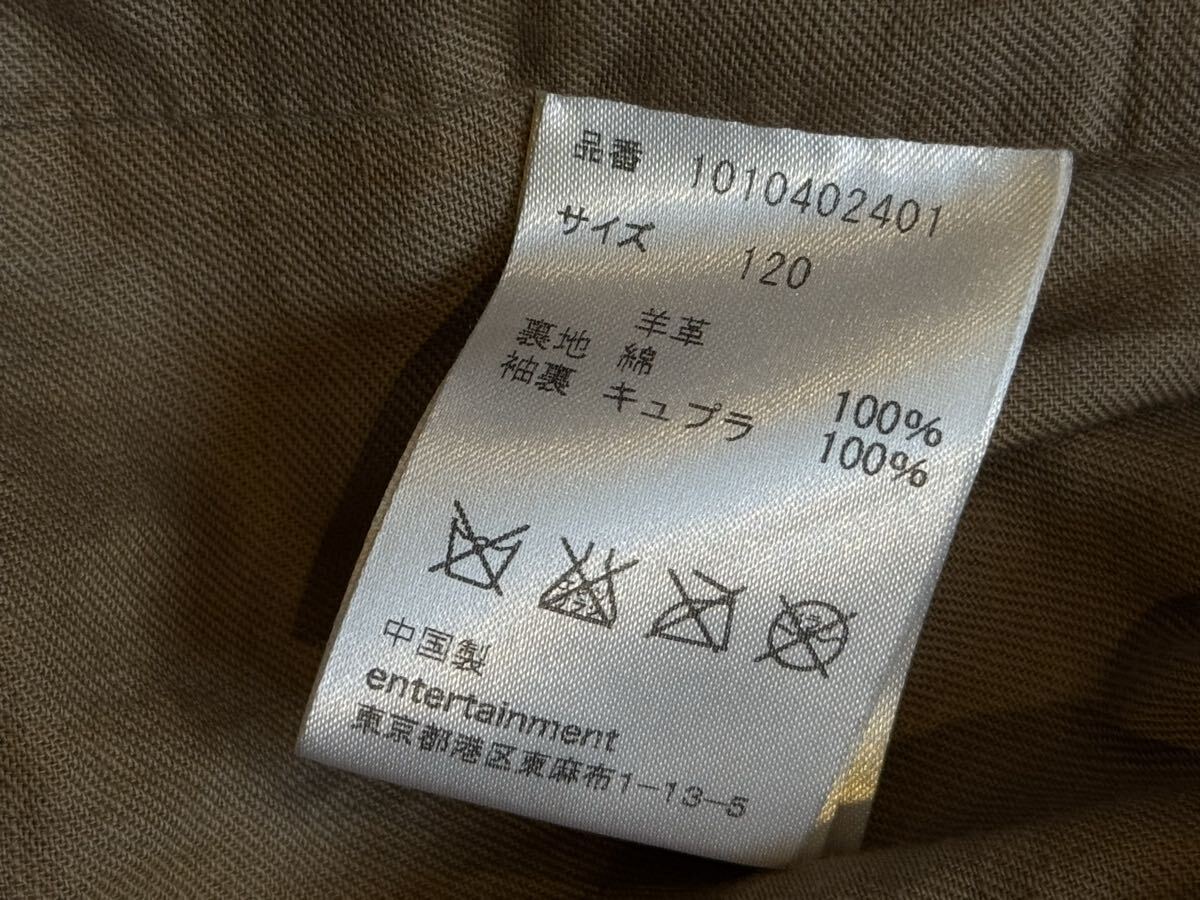 品番 1010402401
サイズ 120
羊革
裏地 綿 100%
袖裏 キュプラ 100%
中国製
entertainment
東京都港区東麻布1-13-5